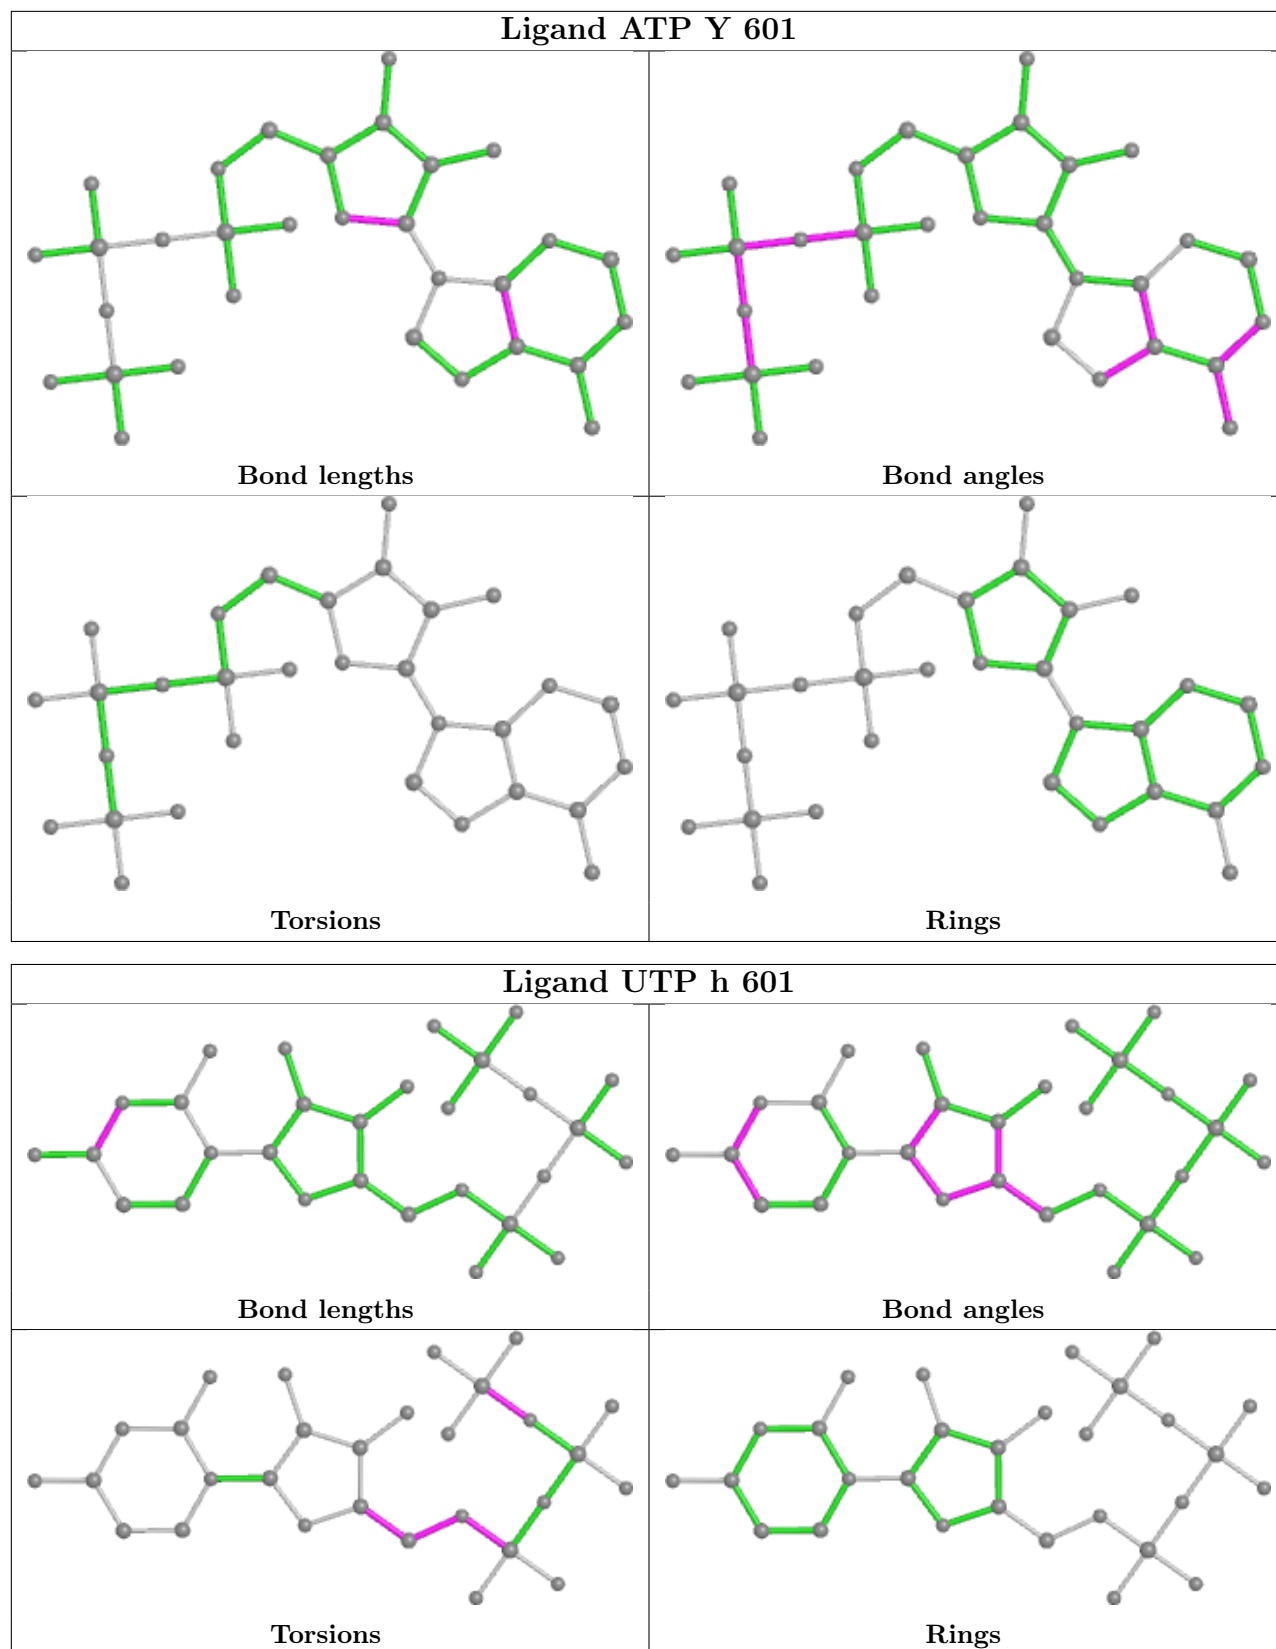 Ligand ATP Y 601
Bond lengths
Bond angles
Torsions
Rings
Ligand UTP h 601
Bond lengths
Bond angles
Torsions
Rings